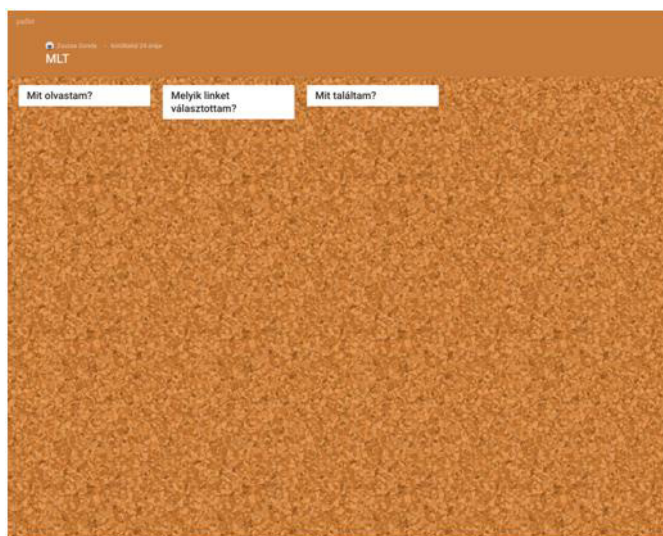 padlet
MLT
Mit olvastam?
Melyik linket
választottam?
Mit találtam?